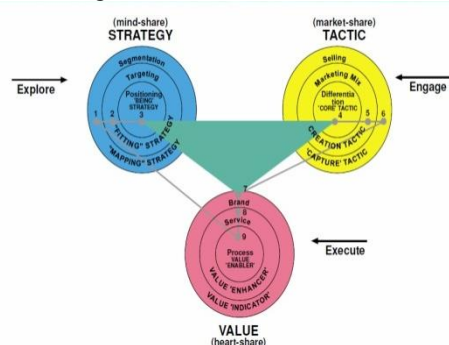 (mind-share)
STRATEGY
(market-share)
TACTIC
Explore
Engage
Segmentation
Targeting
Positioning
'BEING'
STRATEGY
1 2 3
"FITTING" STRATEGY
"MAPPING" STRATEGY
Selling
Marketing Mix
Differentia
tion
'CORE' TACTIC
4 5 6
CREATION TACTIC
'CAPTURE' TACTIC
7
Brand
8
Service
9
Process
VALUE
'ENABLER'
VALUE 'ENHANCER'
VALUE 'INDICATOR'
Execute
VALUE
(heart-share)